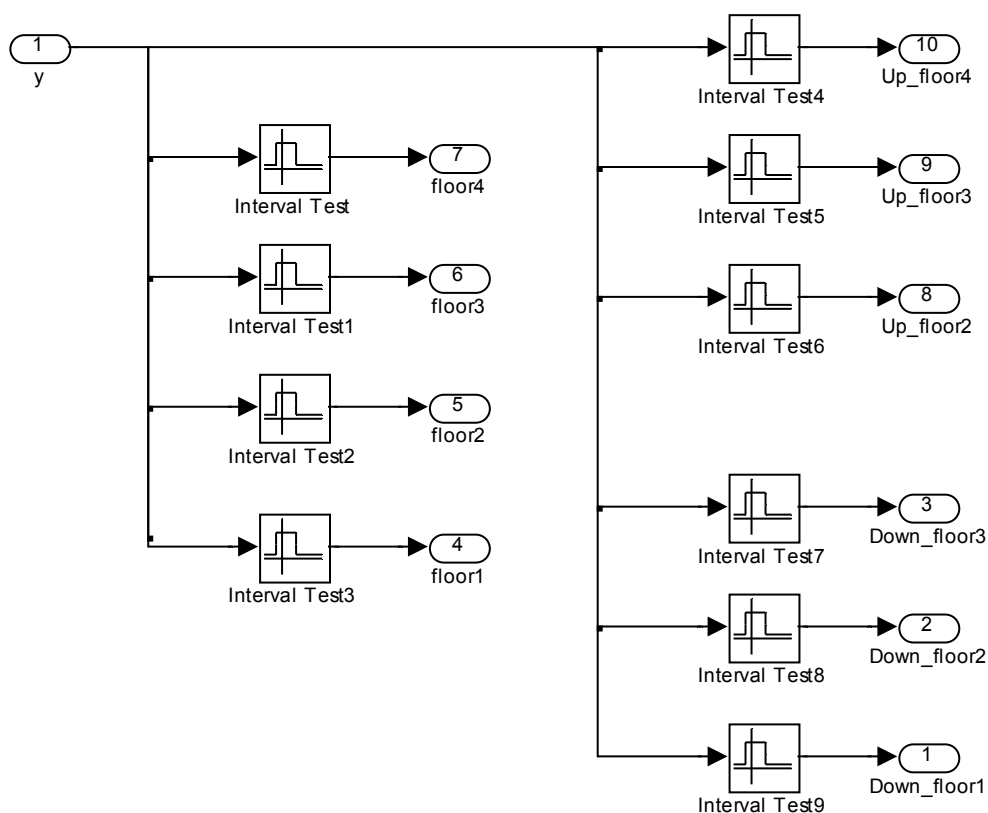 1
y
Interval Test
7
floor4
Interval Test1
6
floor3
Interval Test2
5
floor2
Interval Test3
4
floor1
Interval Test4
10
Up_floor4
Interval Test5
9
Up_floor3
Interval Test6
8
Up_floor2
Interval Test7
3
Down_floor3
Interval Test8
2
Down_floor2
Interval Test9
1
Down_floor1